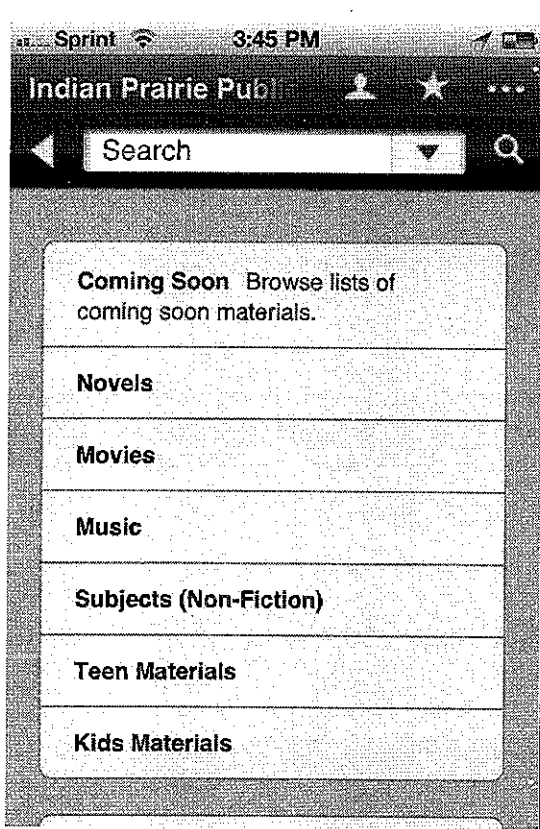 Sprint 3:45 PM
Indian Prairie Publi
Search
Coming Soon Browse lists of
coming soon materials.
Novels
Movies
Music
Subjects (Non-Fiction)
Teen Materials
Kids Materials